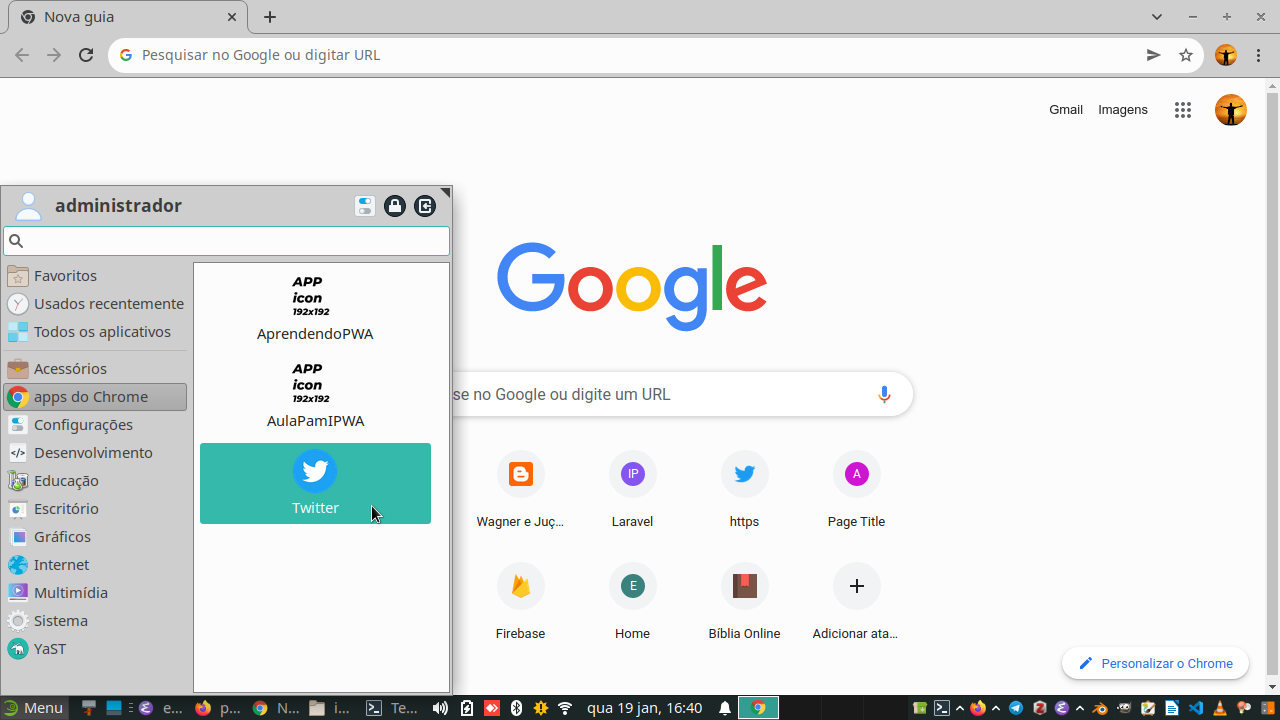 Nova guia
Pesquisar no Google ou digitar URL
Gmail Imagens
administrador
Favoritos
Usados recentemente
Todos os aplicativos
Acessórios
apps do Chrome
Configurações
Desenvolvimento
Educação
Escritório
Gráficos
Internet
Multimídia
Sistema
YaST
APP
icon
192x192
AprendendoPWA
APP
icon
192x192
AulaPamIPWA
Twitter
Google
se no Google ou digite um URL
IP
A
Wagner e Juç... Laravel https Page Title
E
Firebase Home Bíblia Online Adicionar ata...
Personalizar o Chrome
Menu e... p... N... i... Te... qua 19 jan, 16:40